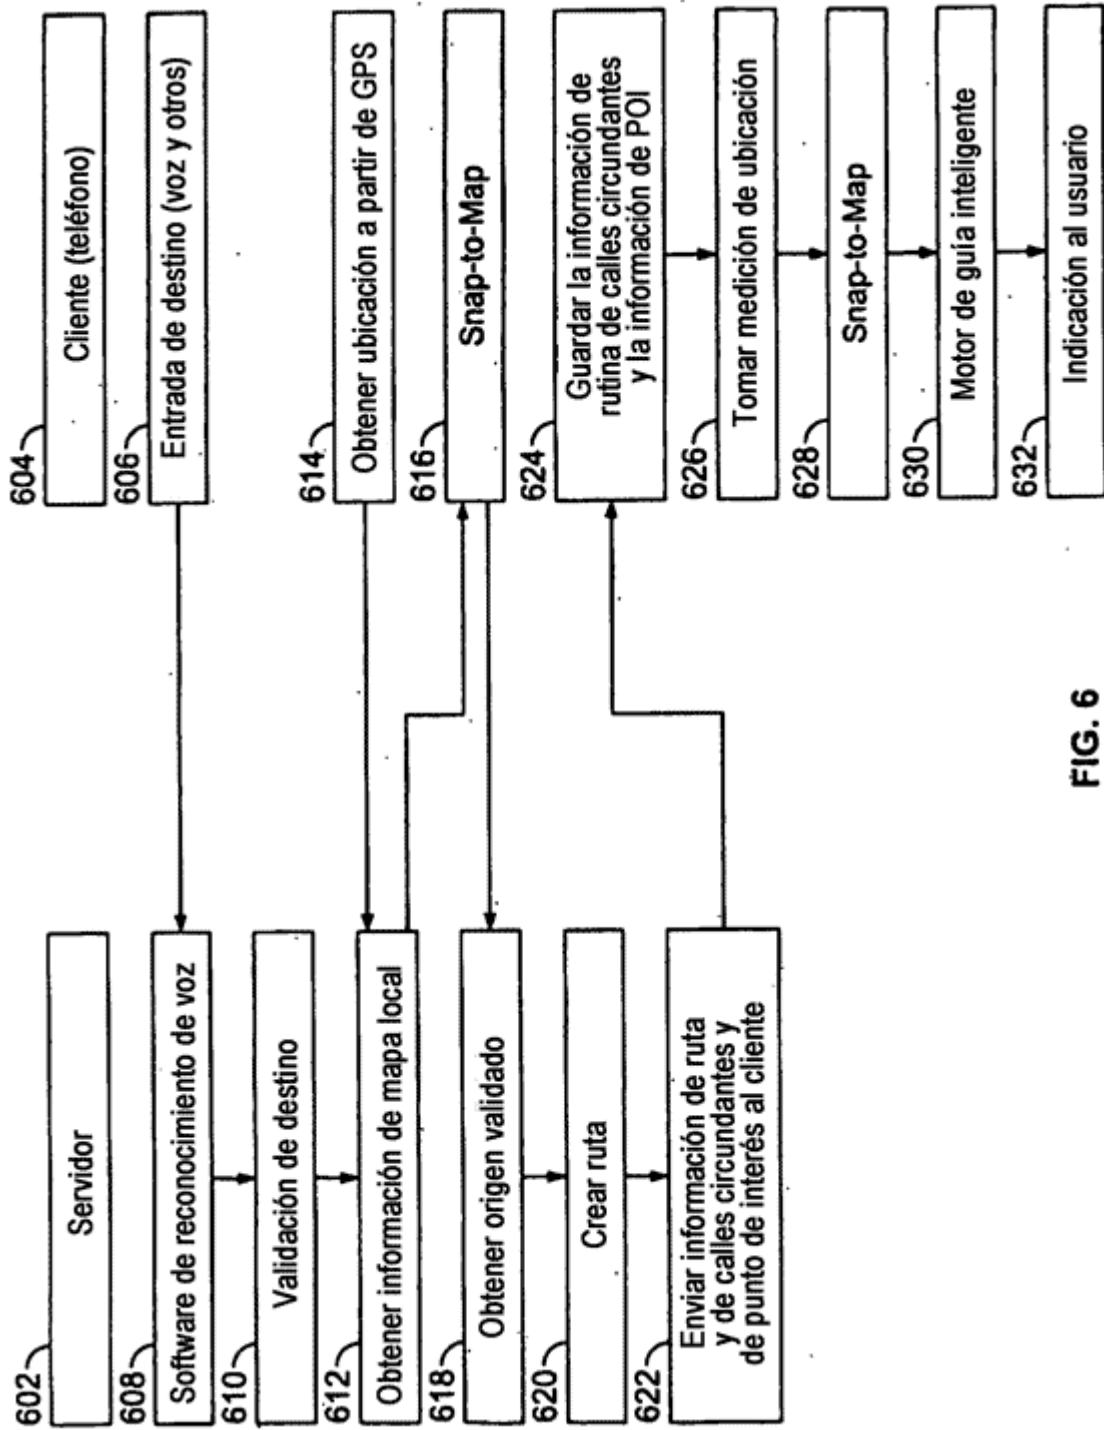 602
Servidor
608
Software de reconocimiento de voz
610
Validación de destino
612
Obtener información de mapa local
618
Obtener origen validado
620
Crear ruta
622
Enviar información de ruta
y de calles circundantes y
de punto de interés al cliente
604
Cliente (teléfono)
606
Entrada de destino (voz y otros)
614
Obtener ubicación a partir de GPS
616
Snap-to-Map
624
Guardar la información de
rutina de calles circundantes
y la información de POI
626
Tomar medición de ubicación
628
Snap-to-Map
630
Motor de guía inteligente
632
Indicación al usuario
FIG. 6